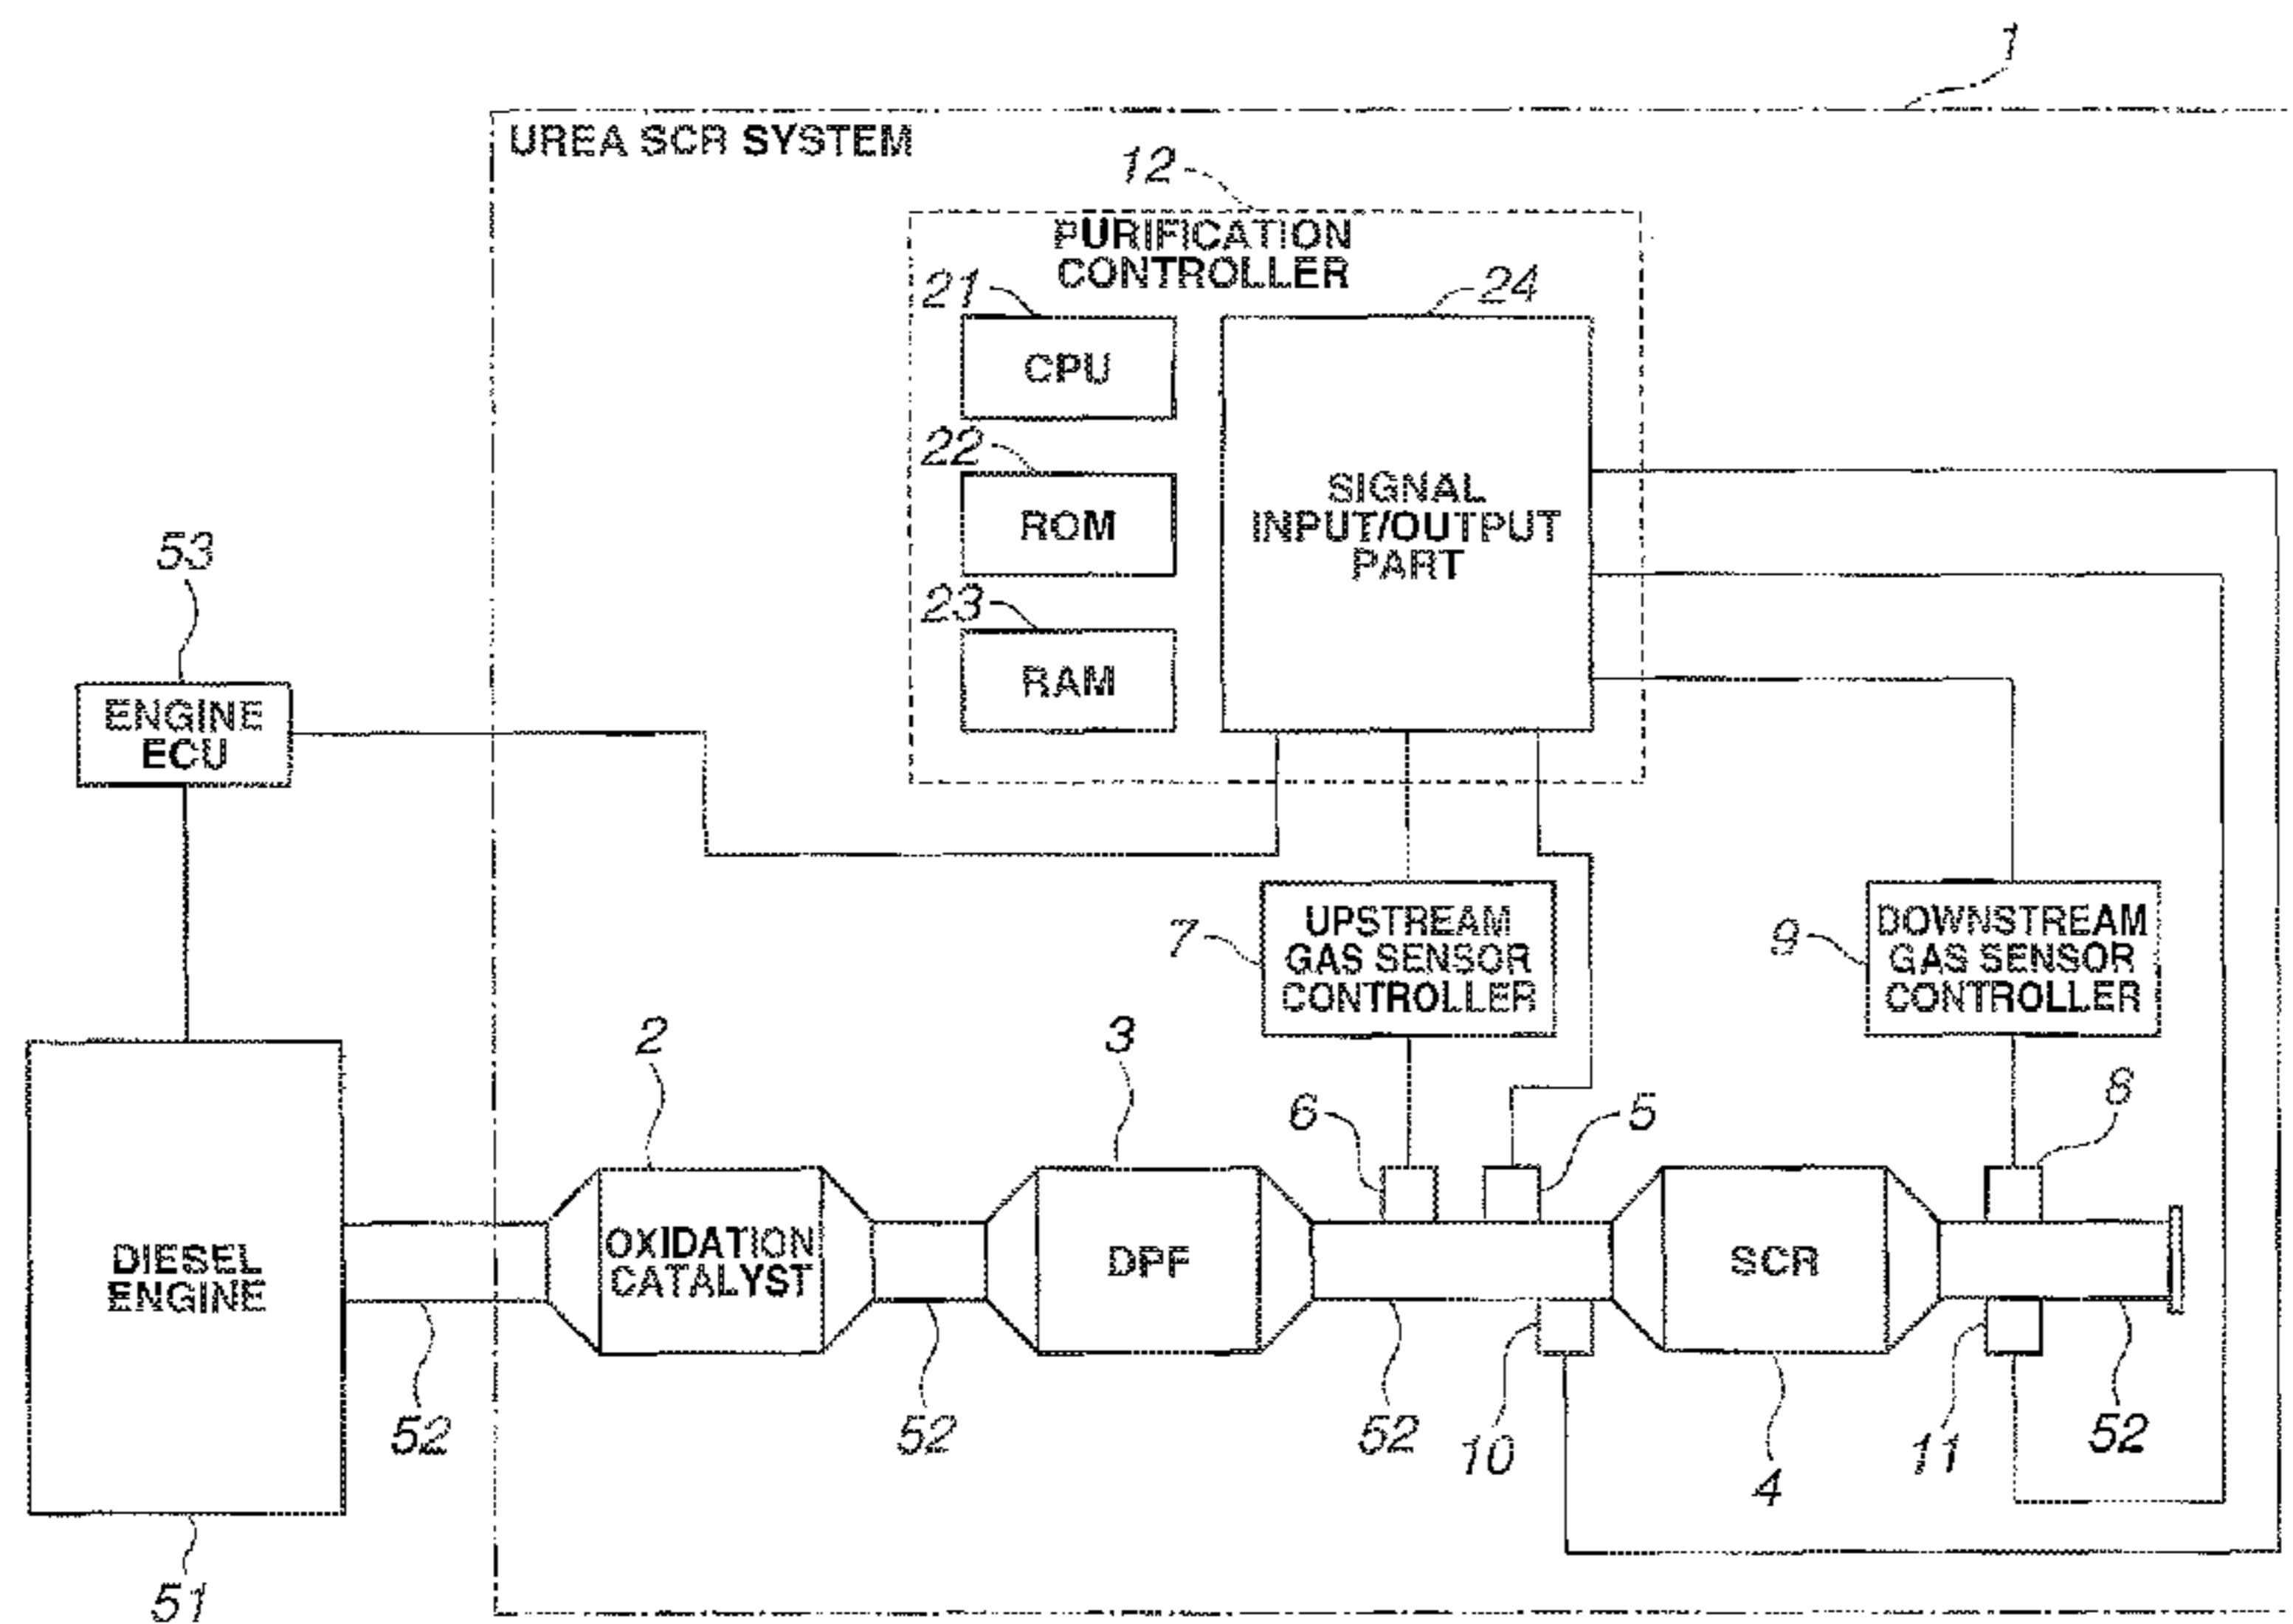 1
UREA SCR SYSTEM
12
PURIFICATION
CONTROLLER
21
24
CPU
22
SIGNAL
INPUT/OUTPUT
PART
ROM
53
23
RAM
ENGINE
ECU
7
UPSTREAM
GAS SENSOR
CONTROLLER
9
DOWNSTREAM
GAS SENSOR
CONTROLLER
2
3
6
5
8
DIESEL
ENGINE
OXIDATION
CATALYST
DPF
SCR
52
52
52
10
4
11
52
51